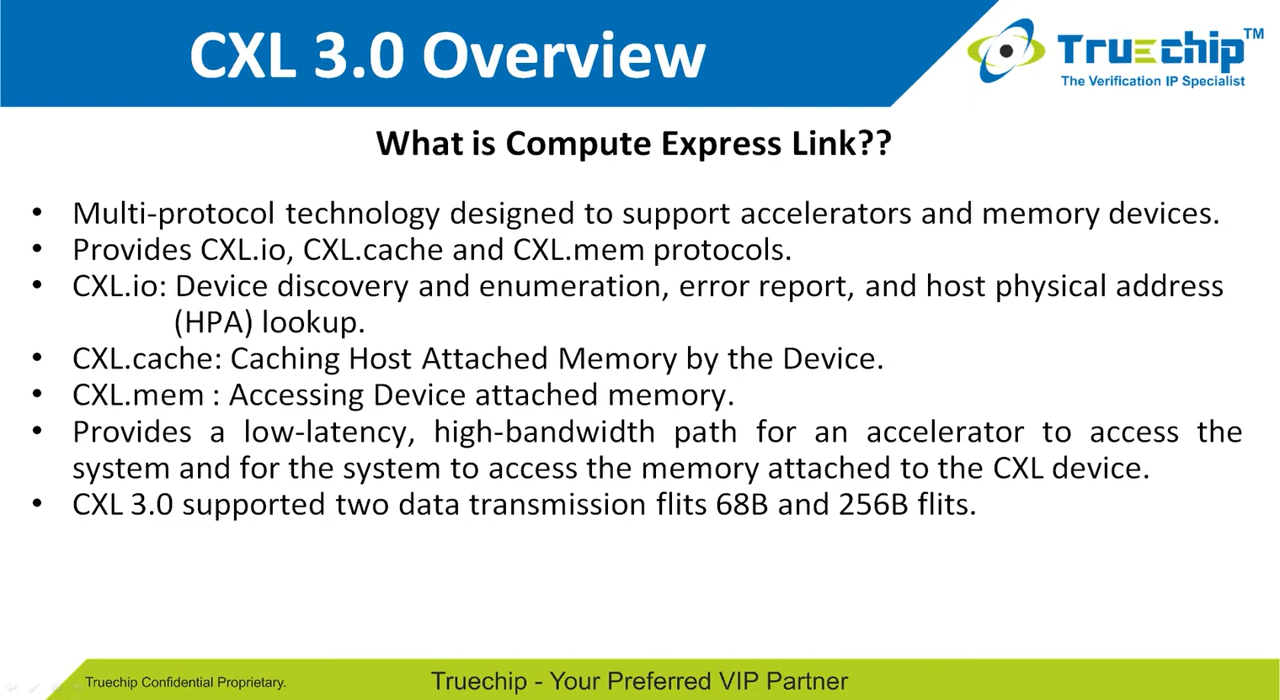 CXL 3.0 Overview
Truechip™
The Verification IP Specialist
What is Compute Express Link??
• Multi-protocol technology designed to support accelerators and memory devices.
• Provides CXL.io, CXL.cache and CXL.mem protocols.
• CXL.io: Device discovery and enumeration, error report, and host physical address
(HPA) lookup.
• CXL.cache: Caching Host Attached Memory by the Device.
• CXL.mem : Accessing Device attached memory.
• Provides a low-latency, high-bandwidth path for an accelerator to access the
system and for the system to access the memory attached to the CXL device.
• CXL 3.0 supported two data transmission flits 68B and 256B flits.
Truechip Confidential Proprietary.
Truechip - Your Preferred VIP Partner